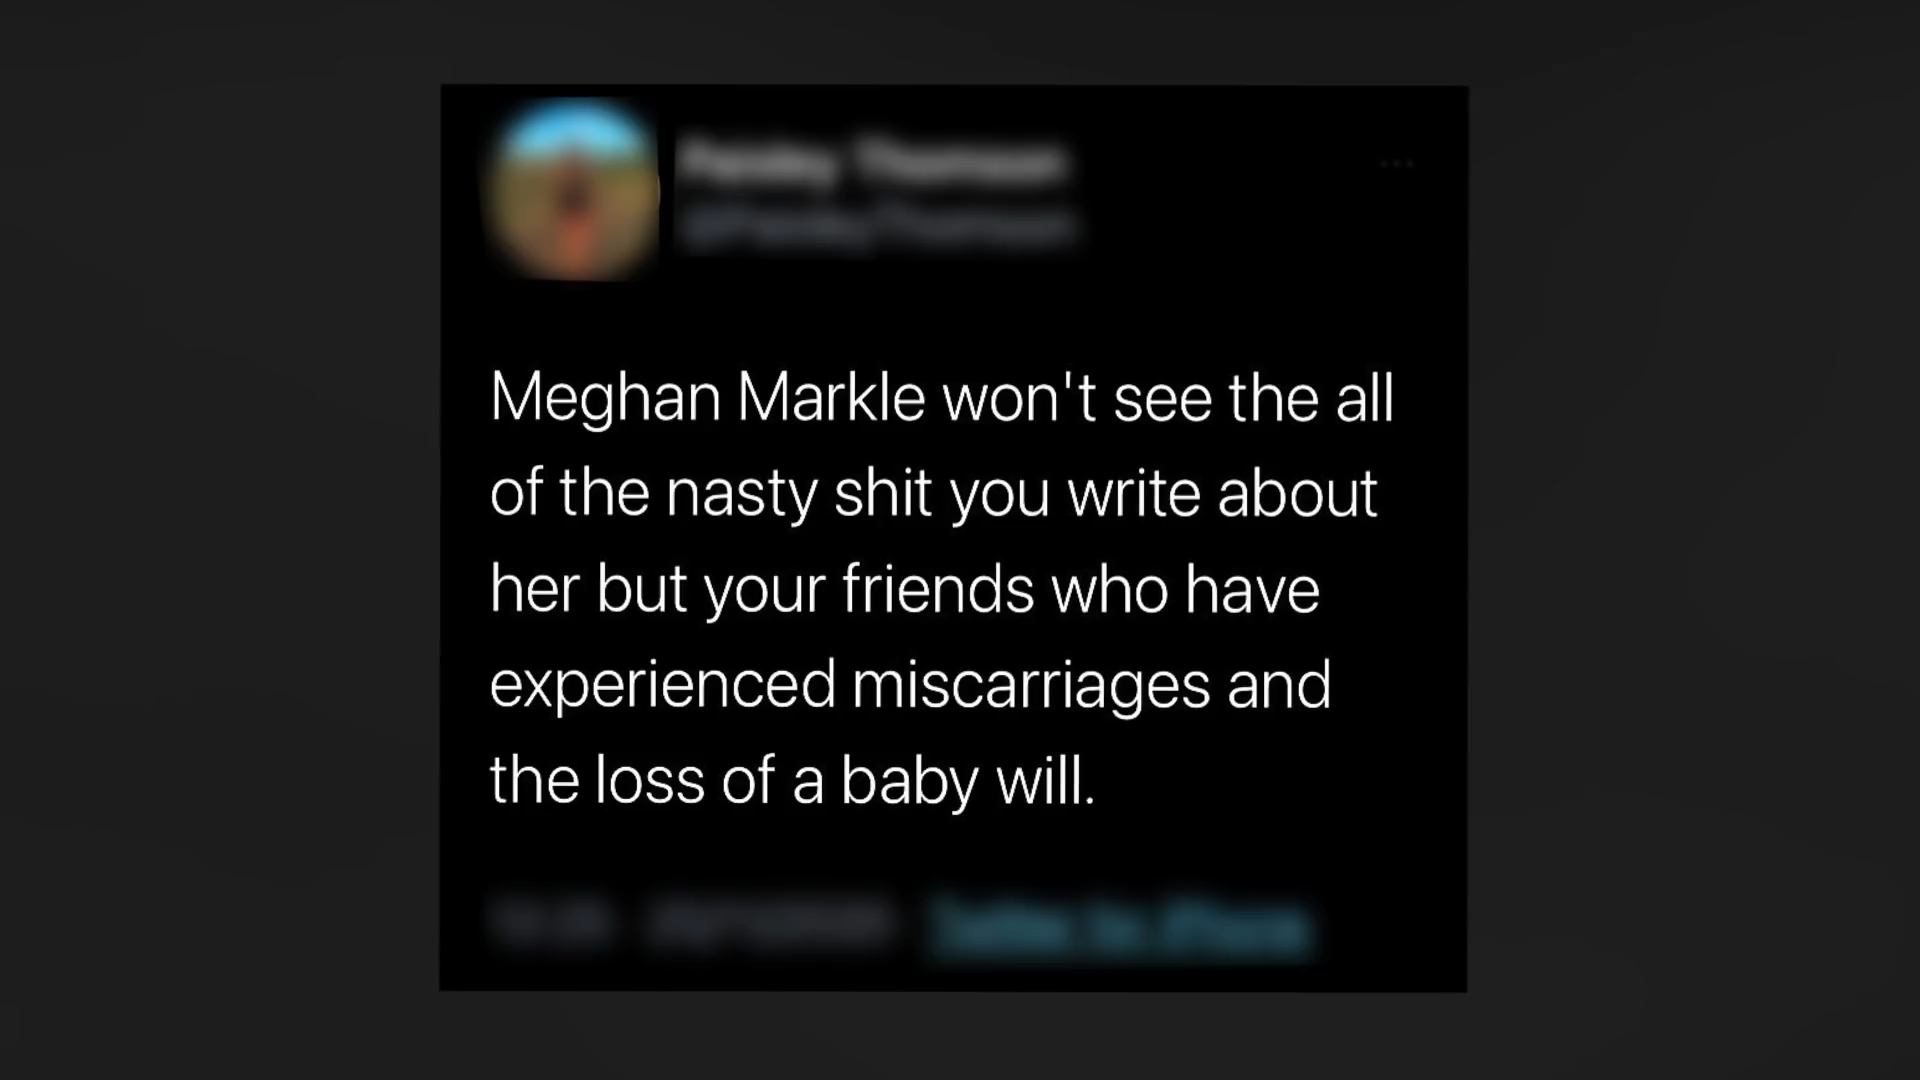 Meghan Markle won't see the all
of the nasty shit you write about
her but your friends who have
experienced miscarriages and
the loss of a baby will.